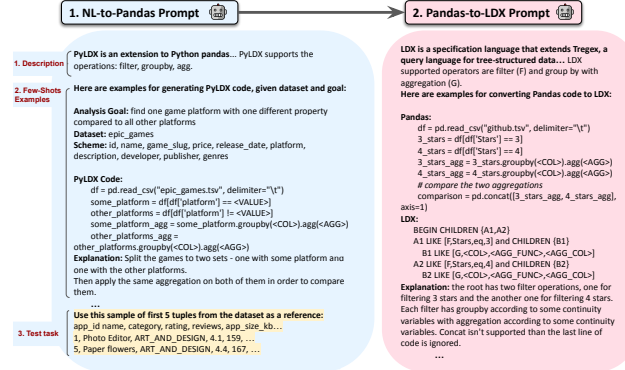 1. NL-to-Pandas Prompt
2. Pandas-to-LDX Prompt
1. Description
PyLDX is an extension to Python pandas... PyLDX supports the
operations: filter, groupby, agg.
2. Few-Shots
Examples
Here are examples for generating PyLDX code, given dataset and goal:
Analysis Goal: find one game platform with one different property
compared to all other platforms
Dataset: epic_games
Scheme: id, name, game_slug, price, release_date, platform,
description, developer, publisher, genres
PyLDX Code:
df = pd.read_csv("epic_games.tsv", delimiter="\t")
some_platform = df[df['platform'] == <VALUE>]
other_platforms = df[df['platform'] != <VALUE>]
some_platform_agg = some_platform.groupby(<COL>).agg(<AGG>)
other_platforms_agg =
other_platforms.groupby(<COL>).agg(<AGG>)
Explanation: Split the games to two sets - one with some platform and
one with the other platforms.
Then apply the same aggregation on both of them in order to compare
them.
...
3. Test task
Use this sample of first 5 tuples from the dataset as a reference:
app_id name, category, rating, reviews, app_size_kb...
1, Photo Editor, ART_AND_DESIGN, 4.1, 159, ...
5, Paper flowers, ART_AND_DESIGN, 4.4, 167, ...
LDX is a specification language that extends Tregex, a
query language for tree-structured data... LDX
supported operators are filter (F) and group by with
aggregation (G).
Here are examples for converting Pandas code to LDX:
Pandas:
df = pd.read_csv("github.tsv", delimiter="\t")
3_stars = df[df['Stars'] == 3]
4_stars = df[df['Stars'] == 4]
3_stars_agg = 3_stars.groupby(<COL>).agg(<AGG>)
4_stars_agg = 4_stars.groupby(<COL>).agg(<AGG>)
# compare the two aggregations
comparison = pd.concat([3_stars_agg, 4_stars_agg],
axis=1)
LDX:
BEGIN CHILDREN {A1,A2}
A1 LIKE [F,Stars,eq,3] and CHILDREN {B1}
B1 LIKE [G,<COL>,<AGG_FUNC>,<AGG_COL>]
A2 LIKE [F,Stars,eq,4] and CHILDREN {B2}
B2 LIKE [G,<COL>,<AGG_FUNC>,<AGG_COL>]
Explanation: the root has two filter operations, one for
filtering 3 stars and the another one for filtering 4 stars.
Each filter has groupby according to some continuity
variables with aggregation according to some continuity
variables. Concat isn't supported than the last line of
code is ignored.
...